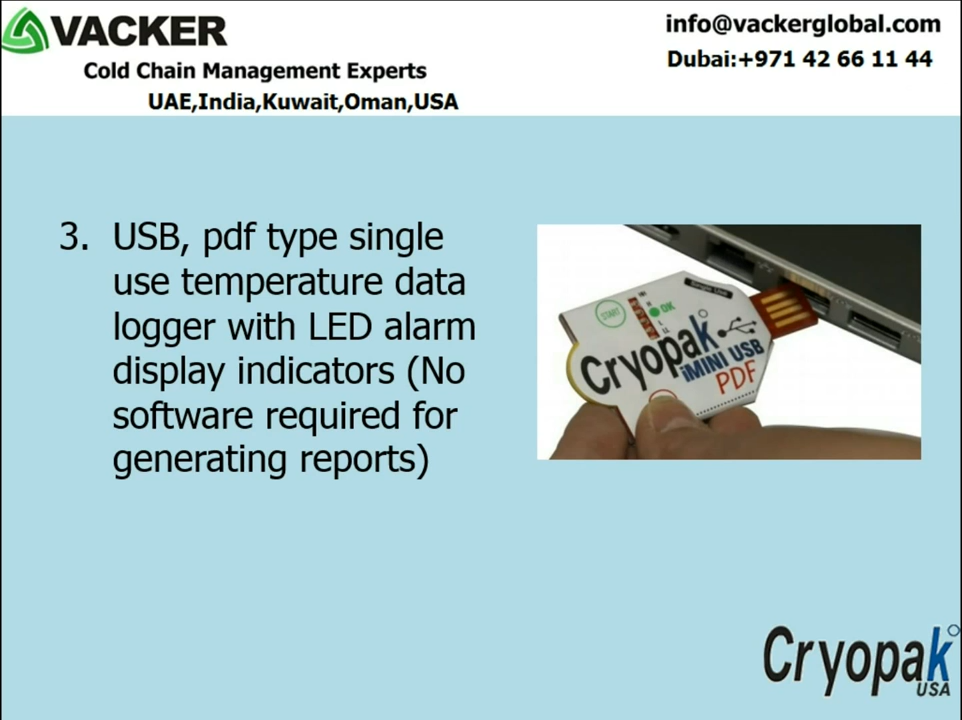 VACKER
Cold Chain Management Experts
UAE,India,Kuwait,Oman,USA
info@vackerglobal.com
Dubai:+971 42 66 11 44
3. USB, pdf type single
use temperature data
logger with LED alarm
display indicators (No
software required for
generating reports)
Single Use
START
OK
Cryopak
iMINI USB
PDF
Cryopak
USA